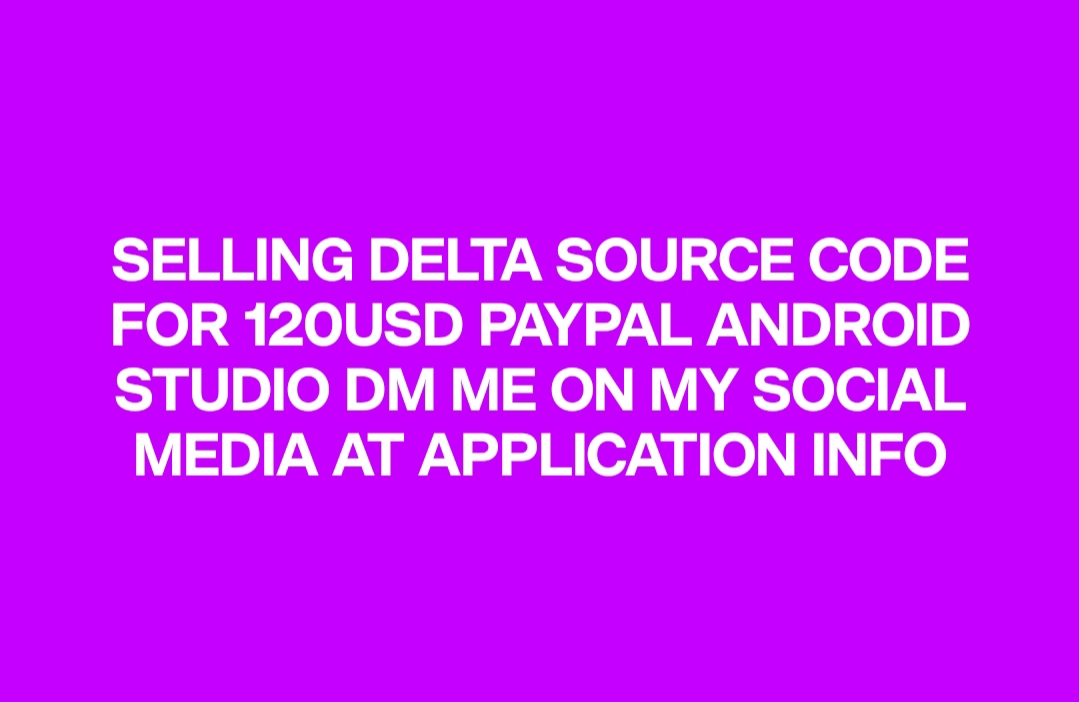 SELLING DELTA SOURCE CODE
FOR 120USD PAYPAL ANDROID
STUDIO DM ME ON MY SOCIAL
MEDIA AT APPLICATION INFO